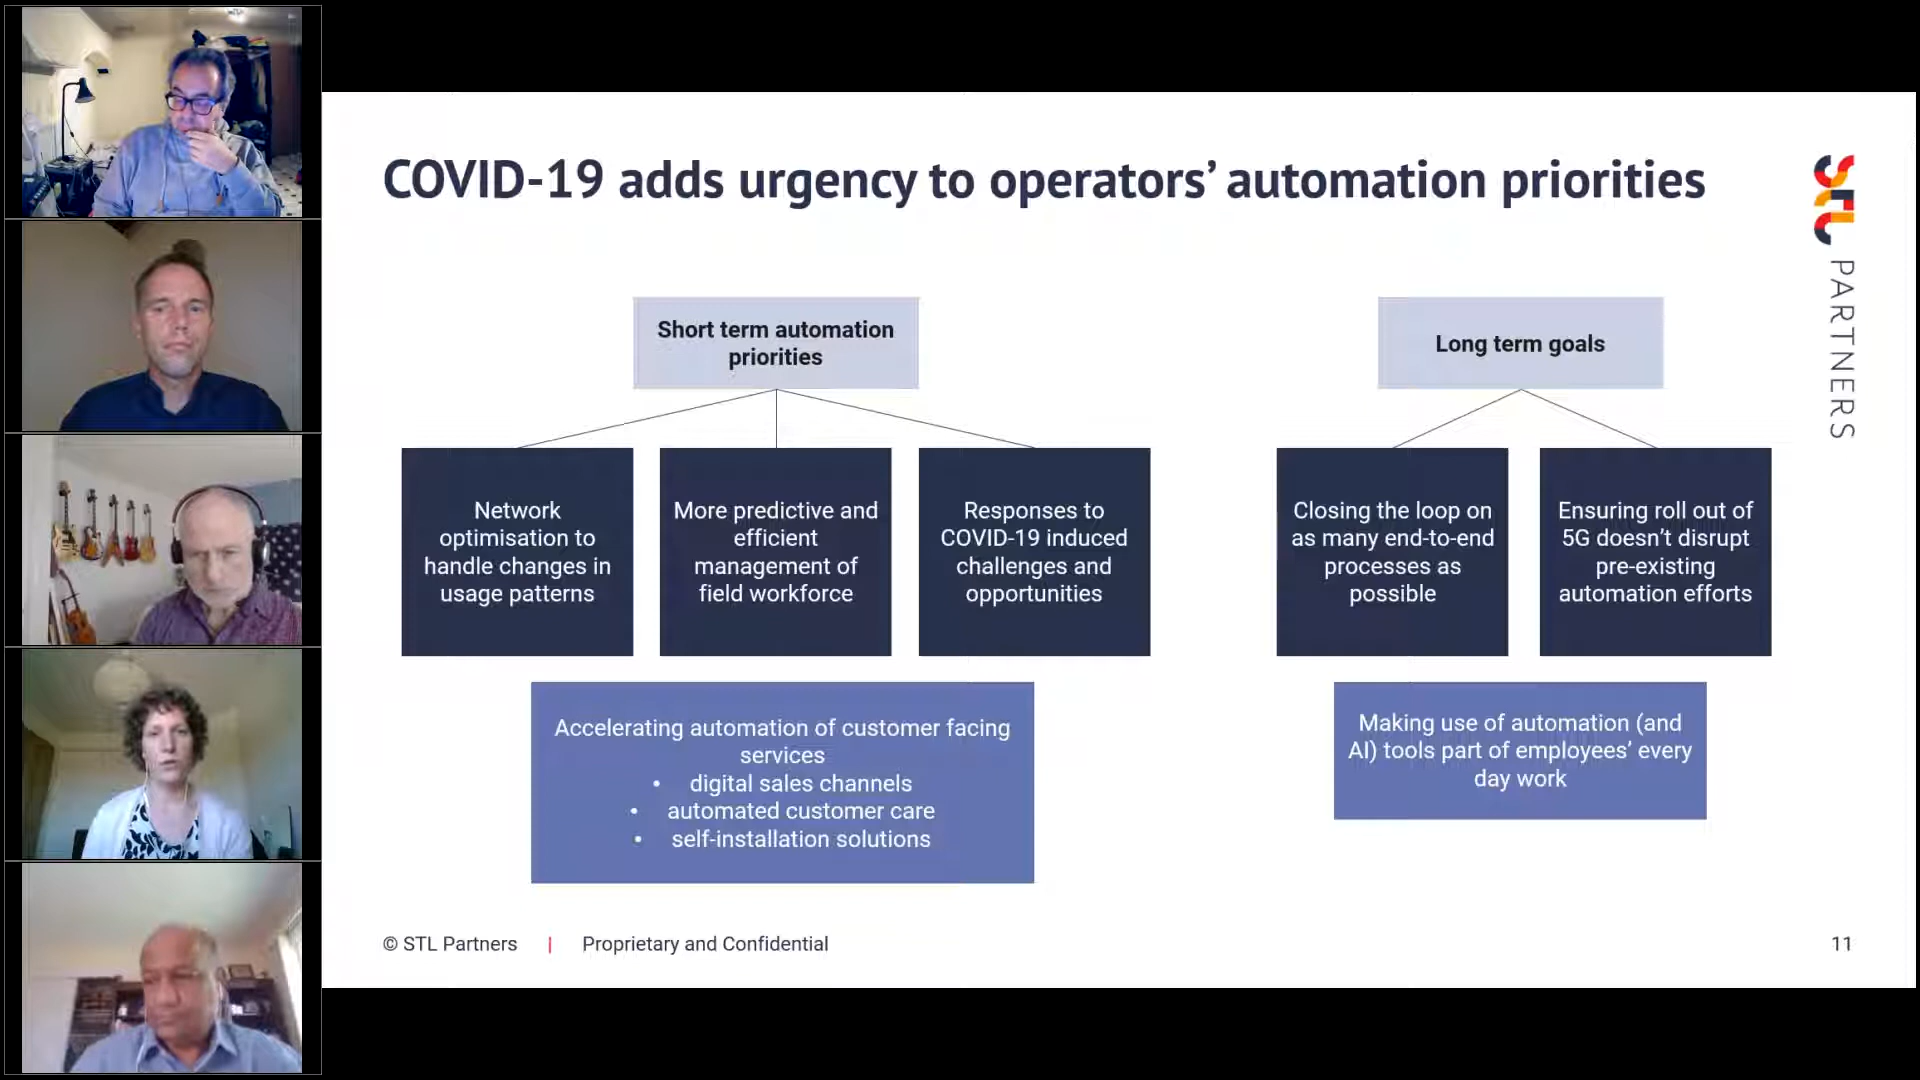 COVID-19 adds urgency to operators’ automation priorities
STL
PARTNERS
Short term automation
priorities
Long term goals
Network
optimisation to
handle changes in
usage patterns
More predictive and
efficient
management of
field workforce
Responses to
COVID-19 induced
challenges and
opportunities
Closing the loop on
as many end-to-end
processes as
possible
Ensuring roll out of
5G doesn’t disrupt
pre-existing
automation efforts
Accelerating automation of customer facing
services
• digital sales channels
• automated customer care
• self-installation solutions
Making use of automation (and
AI) tools part of employees’ every
day work
© STL Partners | Proprietary and Confidential
11